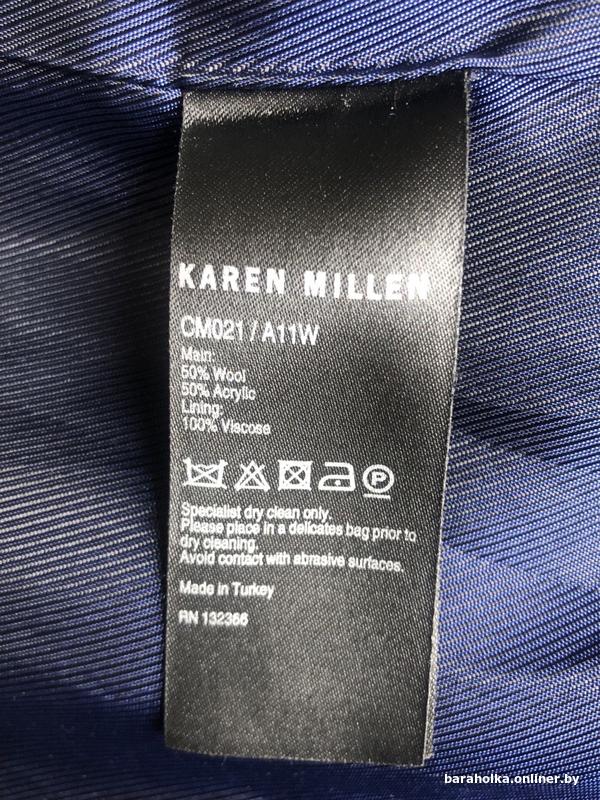 KAREN MILLEN
CM021 / A11W
Main:
50% Wool
50% Acrylic
Lining:
100% Viscose
P
Specialist dry clean only.
Please place in a delicates bag prior to
dry cleaning.
Avoid contact with abrasive surfaces.
Made in Turkey
RN 132366
baraholka.onliner.by